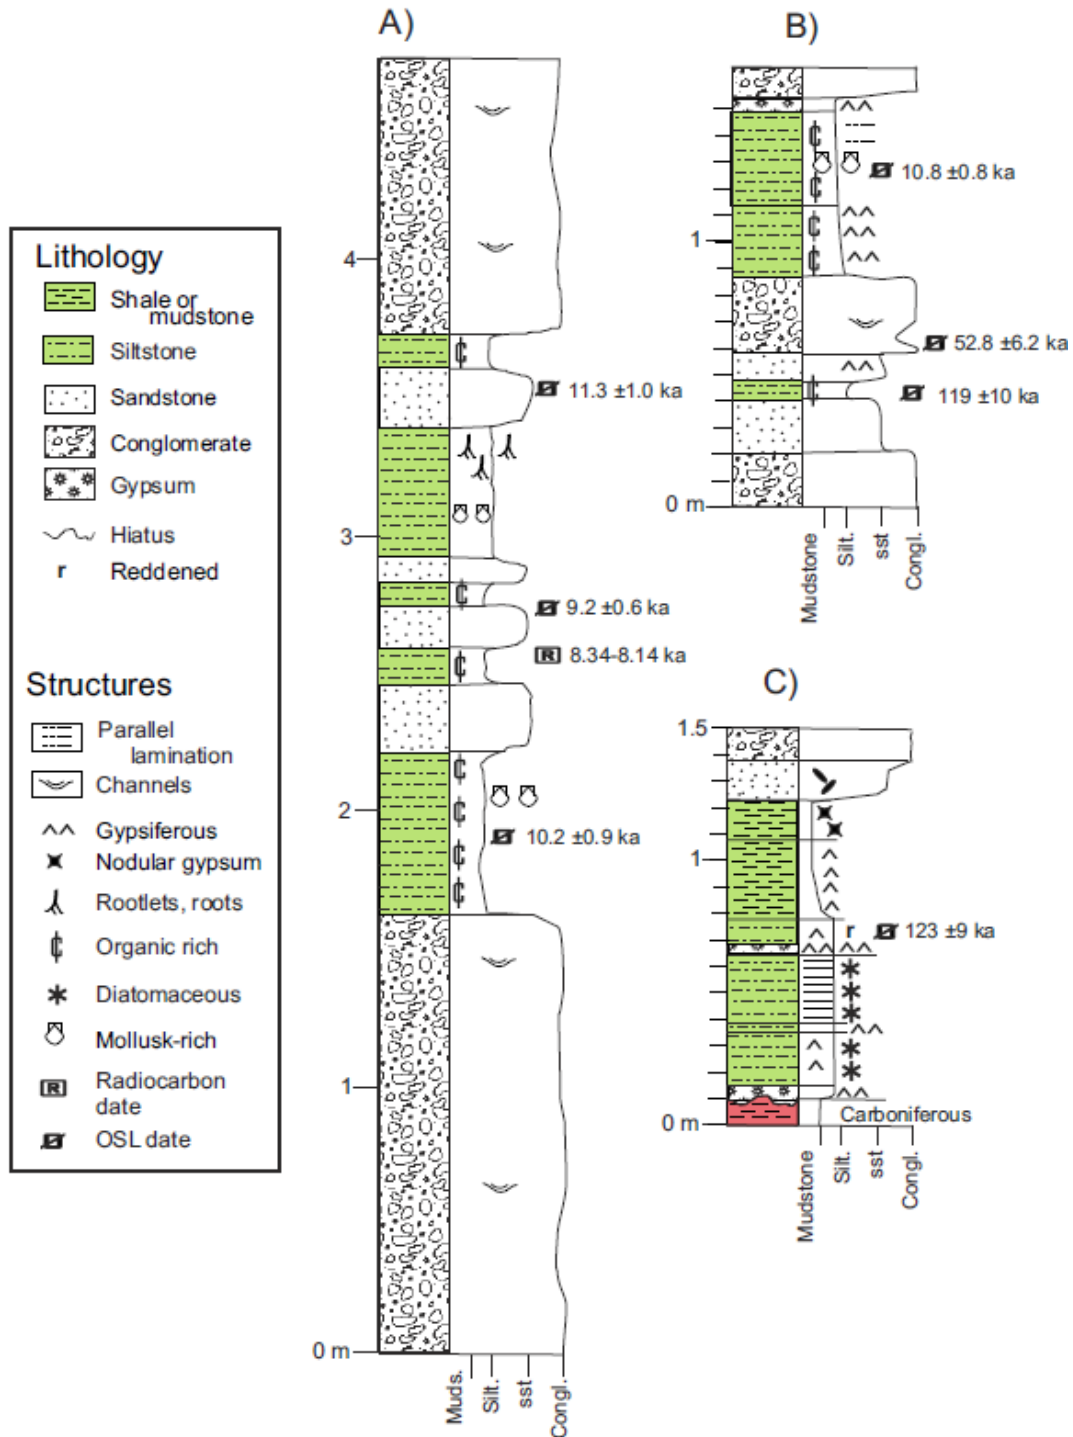 A)
4
3
2
1
0 m
11.3 ±1.0 ka
9.2 ±0.6 ka
R 8.34-8.14 ka
10.2 ±0.9 ka
Muds.
Silt.
sst
Congl.
B)
1
0 m
10.8 ±0.8 ka
52.8 ±6.2 ka
119 ±10 ka
Mudstone
Silt.
sst
Congl.
C)
1.5
1
0 m
r
123 ±9 ka
Carboniferous
Mudstone
Silt.
sst
Congl.
Lithology
Shale or
mudstone
Siltstone
Sandstone
Conglomerate
Gypsum
Hiatus
r Reddened
Structures
Parallel
lamination
Channels
Gypsiferous
Nodular gypsum
Rootlets, roots
Organic rich
Diatomaceous
Mollusk-rich
R Radiocarbon
date
OSL date